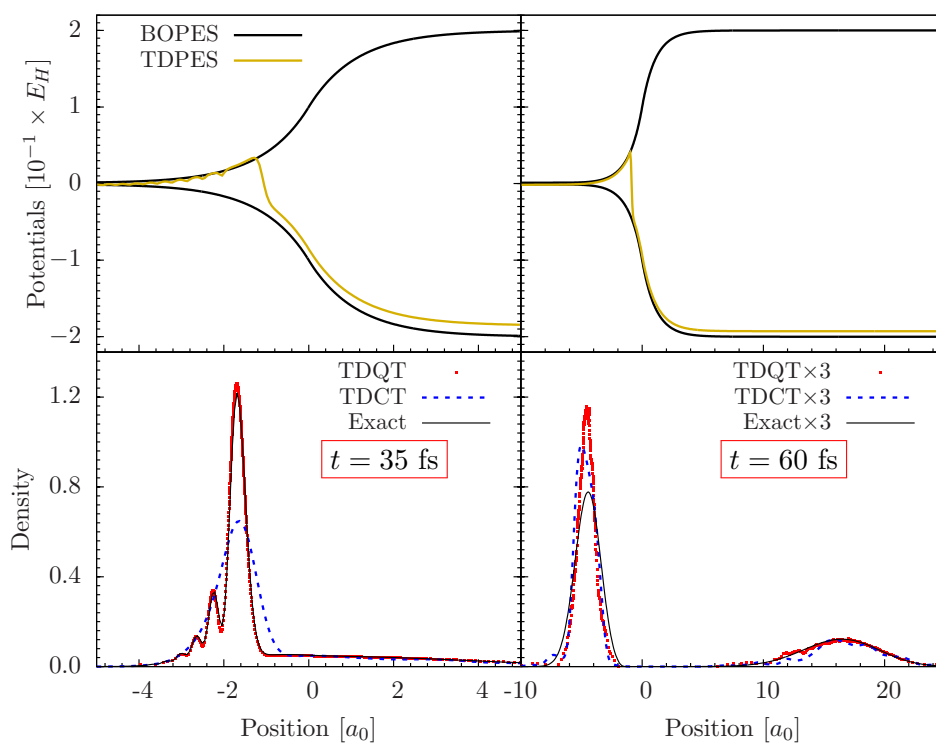 Potentials [10⁻¹ × E_H]
2
1
0
−1
−2
BOPES
TDPES
Density
1.2
0.8
0.4
0.0
TDQT
TDCT
Exact
t = 35 fs
TDQT×3
TDCT×3
Exact×3
t = 60 fs
-4 -2 0 2 4
-10 0 10 20
Position [a₀]
Position [a₀]